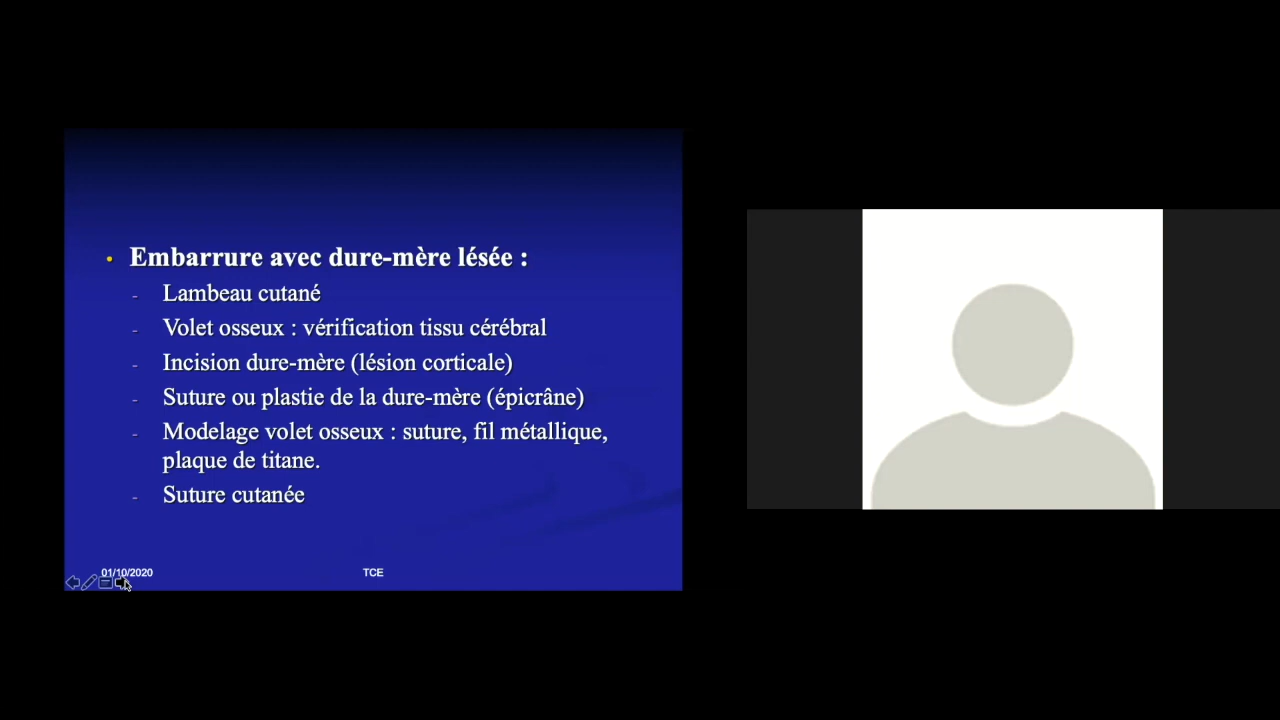 • Embarrure avec dure-mère lésée :
- Lambeau cutané
- Volet osseux : vérification tissu cérébral
- Incision dure-mère (lésion corticale)
- Suture ou plastie de la dure-mère (épicrâne)
- Modelage volet osseux : suture, fil métallique,
plaque de titane.
- Suture cutanée
01/10/2020
TCE